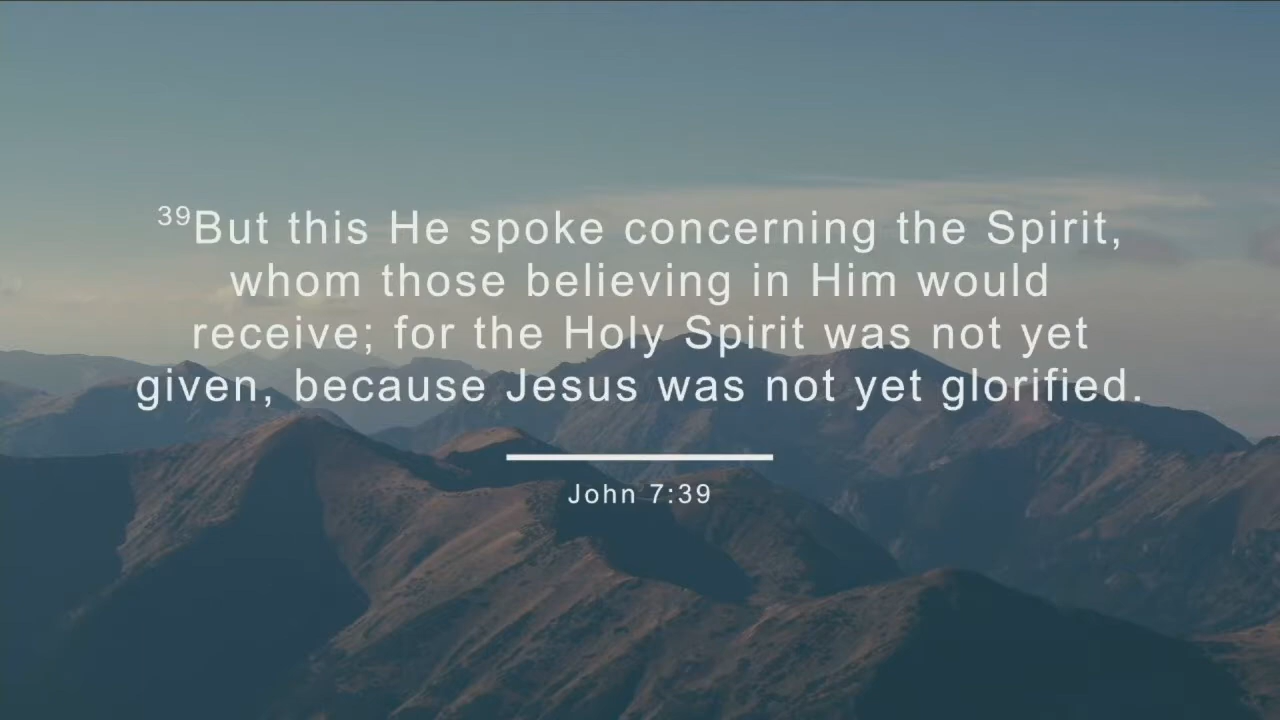 39But this He spoke concerning the Spirit,
whom those believing in Him would
receive; for the Holy Spirit was not yet
given, because Jesus was not yet glorified.
John 7:39